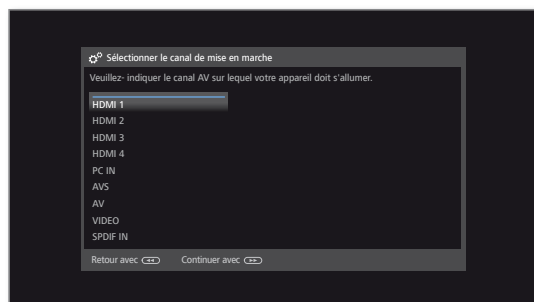 Sélectionner le canal de mise en marche
Veuillez- indiquer le canal AV sur lequel votre appareil doit s'allumer.
HDMI 1
HDMI 2
HDMI 3
HDMI 4
PC IN
AVS
AV
VIDEO
SPDIF IN
Retour avec Continuer avec